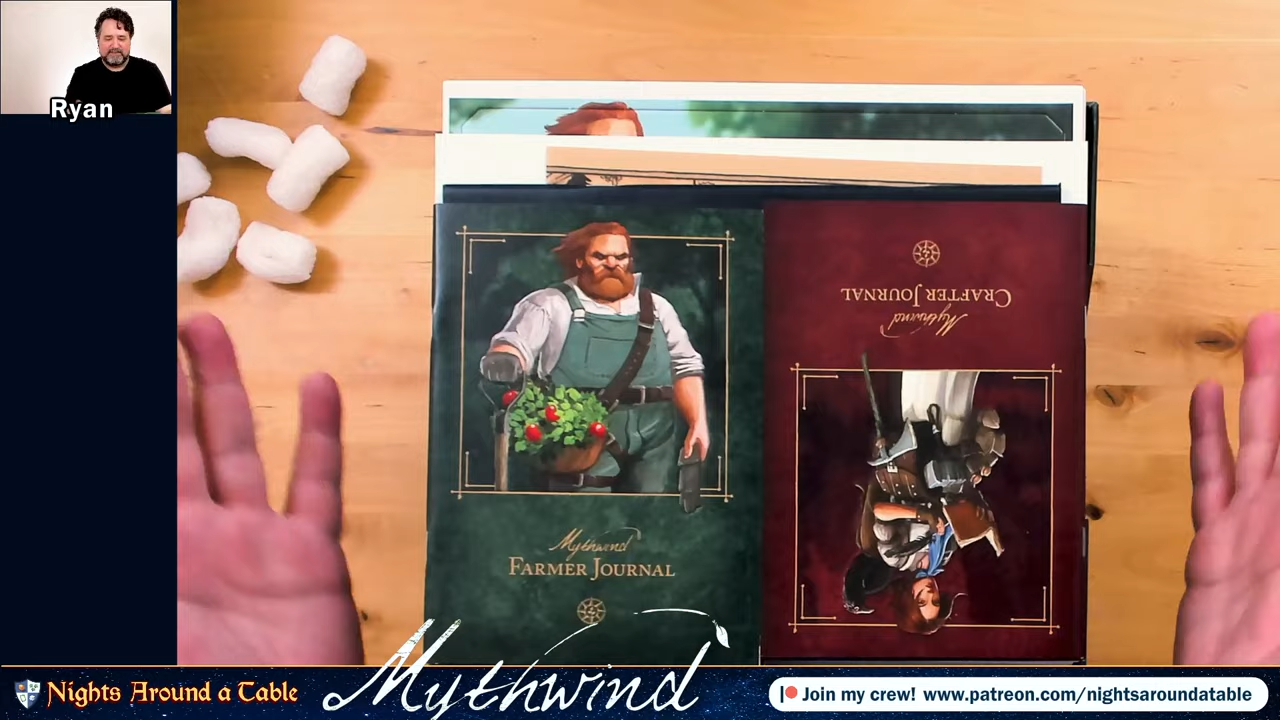 Ryan
Mythwind
CRAFTER JOURNAL
Mythwind
FARMER JOURNAL
Mythwind
Nights Around a Table
Join my crew! www.patreon.com/nightsaroundatable